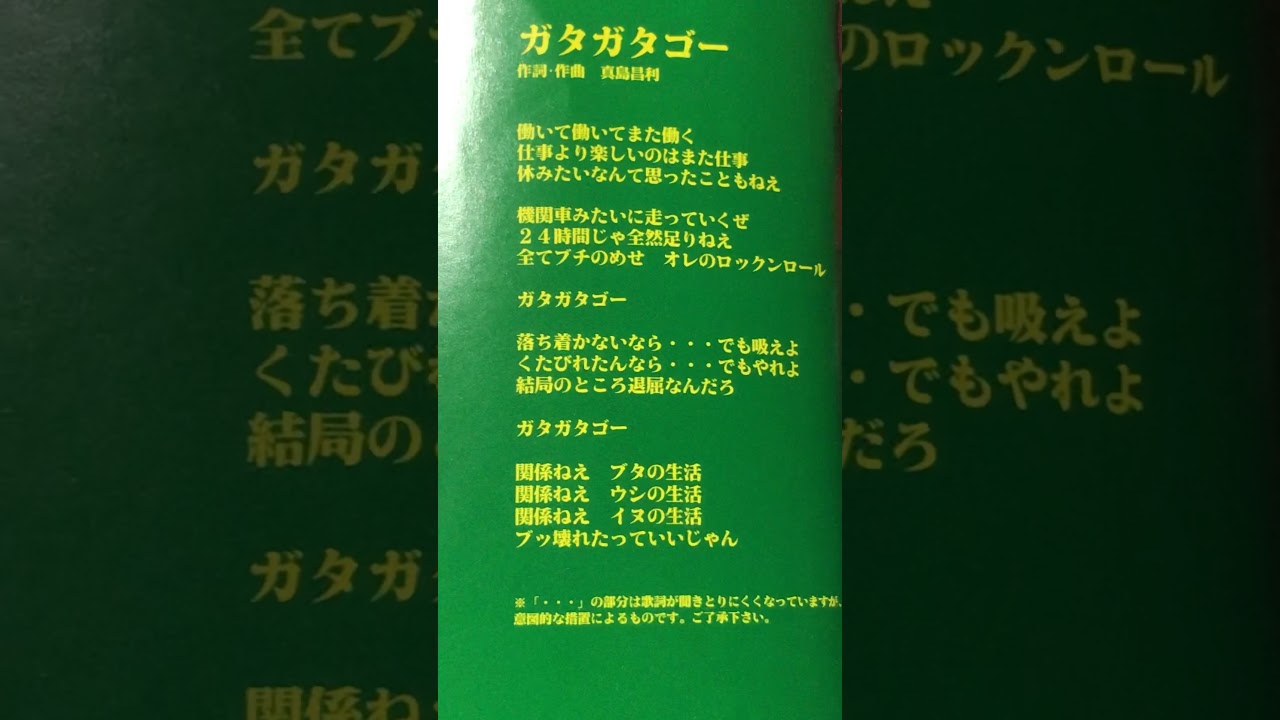 ガタガタゴー
作詞・作曲　真島昌利
働いて働いてまた働く
仕事より楽しいのはまた仕事
休みたいなんて思ったこともねえ
機関車みたいに走っていくぜ
２４時間じゃ全然足りねえ
全てブチのめせ　オレのロックンロール
ガタガタゴー
落ち着かないなら・・・でも吸えよ
くたびれたんなら・・・でもやれよ
結局のところ退屈なんだろ
ガタガタゴー
関係ねえ　ブタの生活
関係ねえ　ウシの生活
関係ねえ　イヌの生活
ブッ壊れたっていいじゃん
※「・・・」の部分は歌詞が聞きとりにくくなっていますが、
意図的な措置によるものです。ご了承下さい。